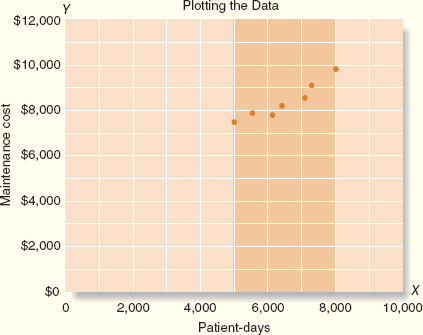 Plotting the Data
Y
$12,000
$10,000
$8,000
$6,000
$4,000
$2,000
$0
Maintenance cost
0 2,000 4,000 6,000 8,000 10,000
X
Patient-days